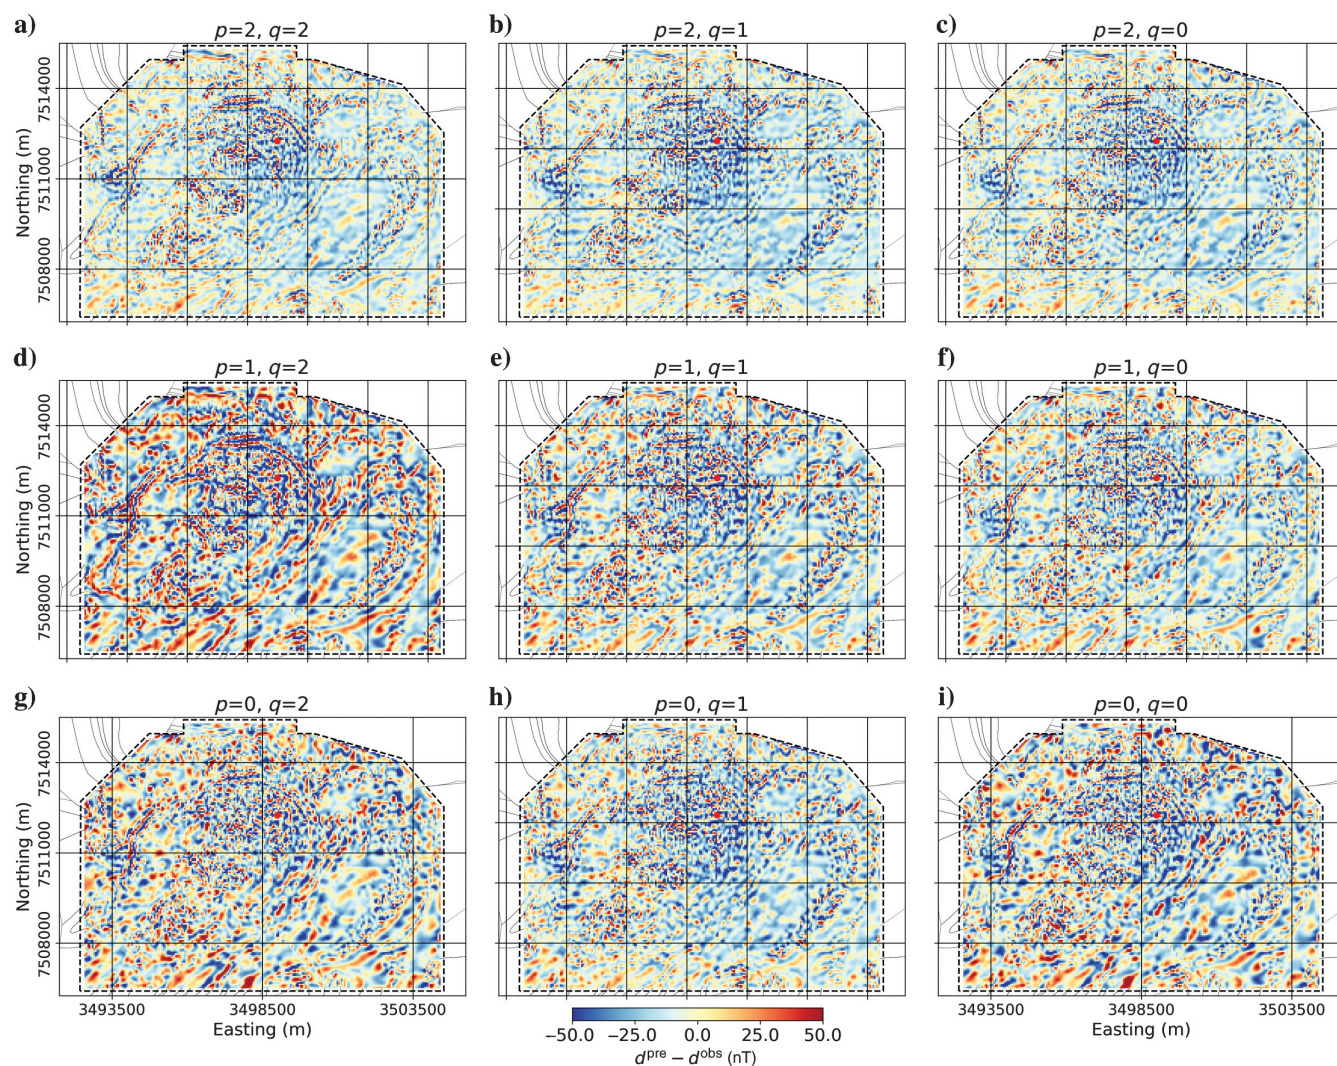 a) b) c)
p=2, q=2 p=2, q=1 p=2, q=0
7514000
7511000
7508000
Northing (m)
d) e) f)
p=1, q=2 p=1, q=1 p=1, q=0
7514000
7511000
7508000
Northing (m)
g) h) i)
p=0, q=2 p=0, q=1 p=0, q=0
7514000
7511000
7508000
Northing (m)
3493500 3498500 3503500
Easting (m)
−50.0 −25.0 0.0 25.0 50.0
d^pre − d^obs (nT)
3493500 3498500 3503500
Easting (m)